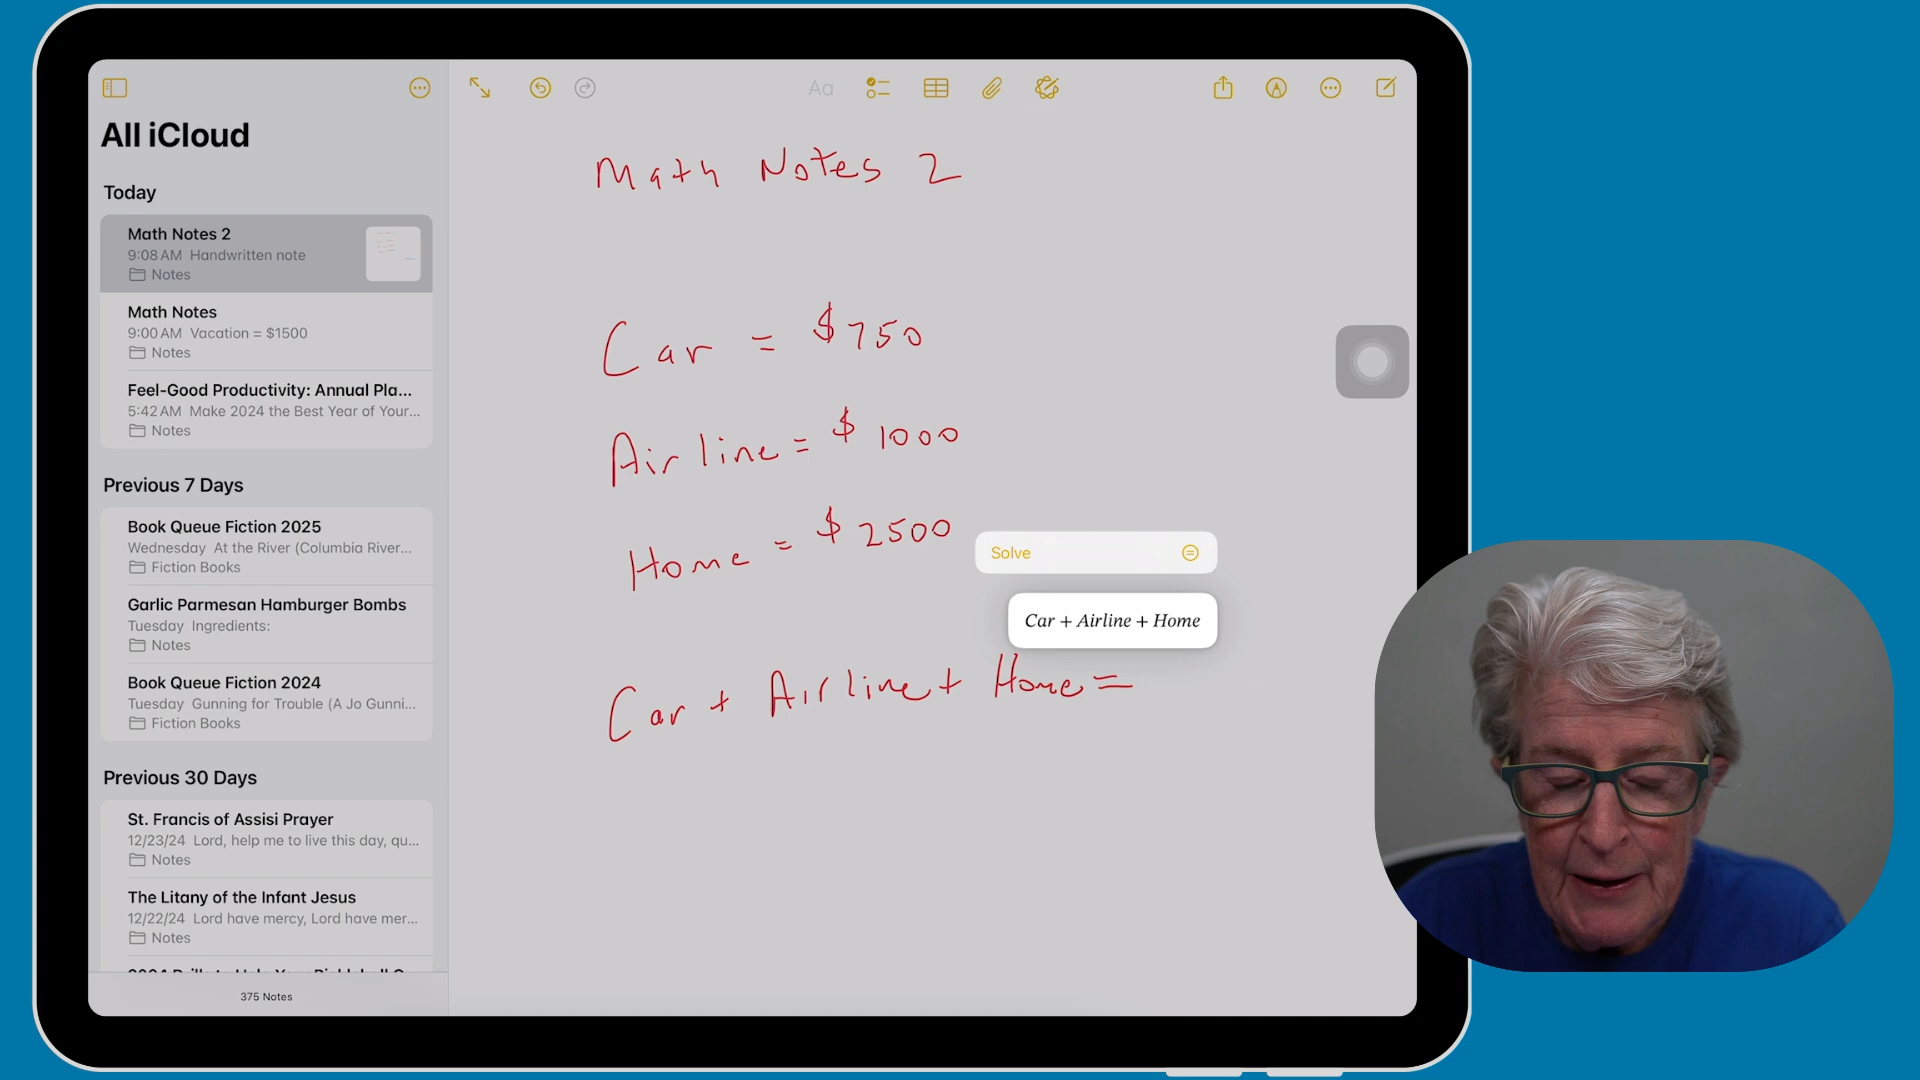 All iCloud
Today
Math Notes 2
9:08 AM Handwritten note
Notes
Math Notes
9:00 AM Vacation = $1500
Notes
Feel-Good Productivity: Annual Pla...
5:42 AM Make 2024 the Best Year of Your...
Notes
Previous 7 Days
Book Queue Fiction 2025
Wednesday At the River (Columbia River...
Fiction Books
Garlic Parmesan Hamburger Bombs
Tuesday Ingredients:
Notes
Book Queue Fiction 2024
Tuesday Gunning for Trouble (A Jo Gunni...
Fiction Books
Previous 30 Days
St. Francis of Assisi Prayer
12/23/24 Lord, help me to live this day, qu...
Notes
The Litany of the Infant Jesus
12/22/24 Lord have mercy, Lord have mer...
Notes
375 Notes
Aa
Math Notes 2
Car = $750
Airline = $1000
Home = $2500
Solve
Car + Airline + Home
Car + Airline + Home =